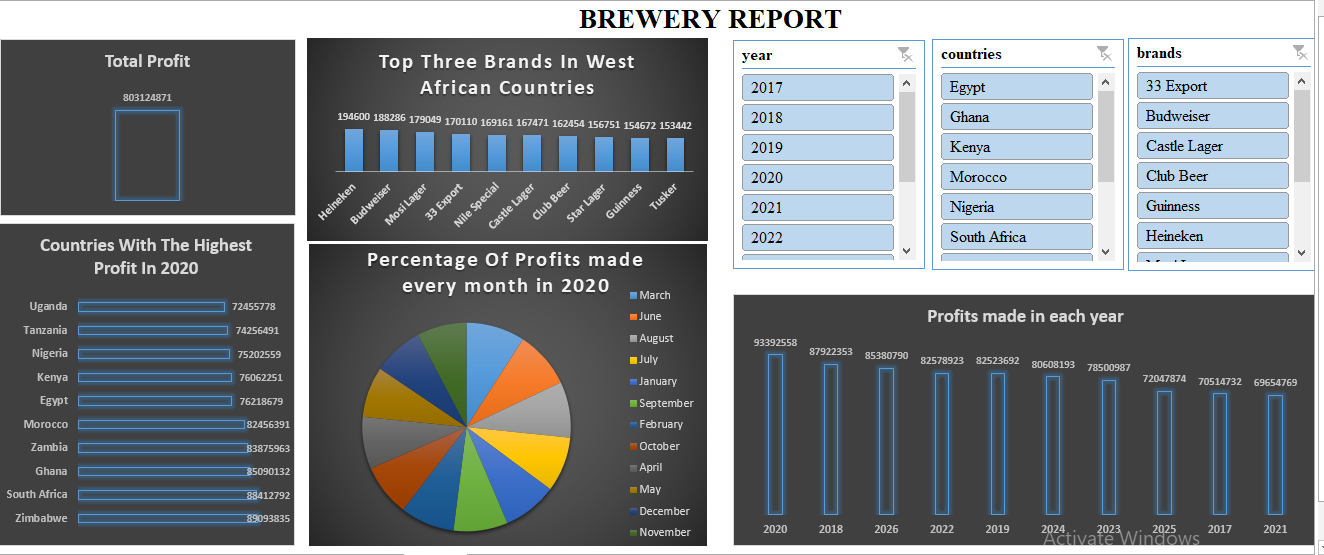 BREWERY REPORT
Total Profit
803124871
Top Three Brands In West
African Countries
194600 188286 179049 170110 169161 167471 162454 156751 154672 153442
Heineken
Budweiser
Mosi Lager
33 Export
Nile Special
Castle Lager
Club Beer
Star Lager
Guinness
Tusker
year
2017
2018
2019
2020
2021
2022
countries
Egypt
Ghana
Kenya
Morocco
Nigeria
South Africa
brands
33 Export
Budweiser
Castle Lager
Club Beer
Guinness
Heineken
Countries With The Highest
Profit In 2020
Uganda 72455778
Tanzania 74256491
Nigeria 75202559
Kenya 76062251
Egypt 76218679
Morocco 82456391
Zambia 83875963
Ghana 85090132
South Africa 88412792
Zimbabwe 89093835
Percentage Of Profits made
every month in 2020
March
June
August
July
January
September
February
October
April
May
December
November
Profits made in each year
93392558 87922353 85380790 82578923 82523692 80608193 78500987 72047874 70514732 69654769
2020 2018 2026 2022 2019 2024 2023 2025 2017 2021
Activate Windows